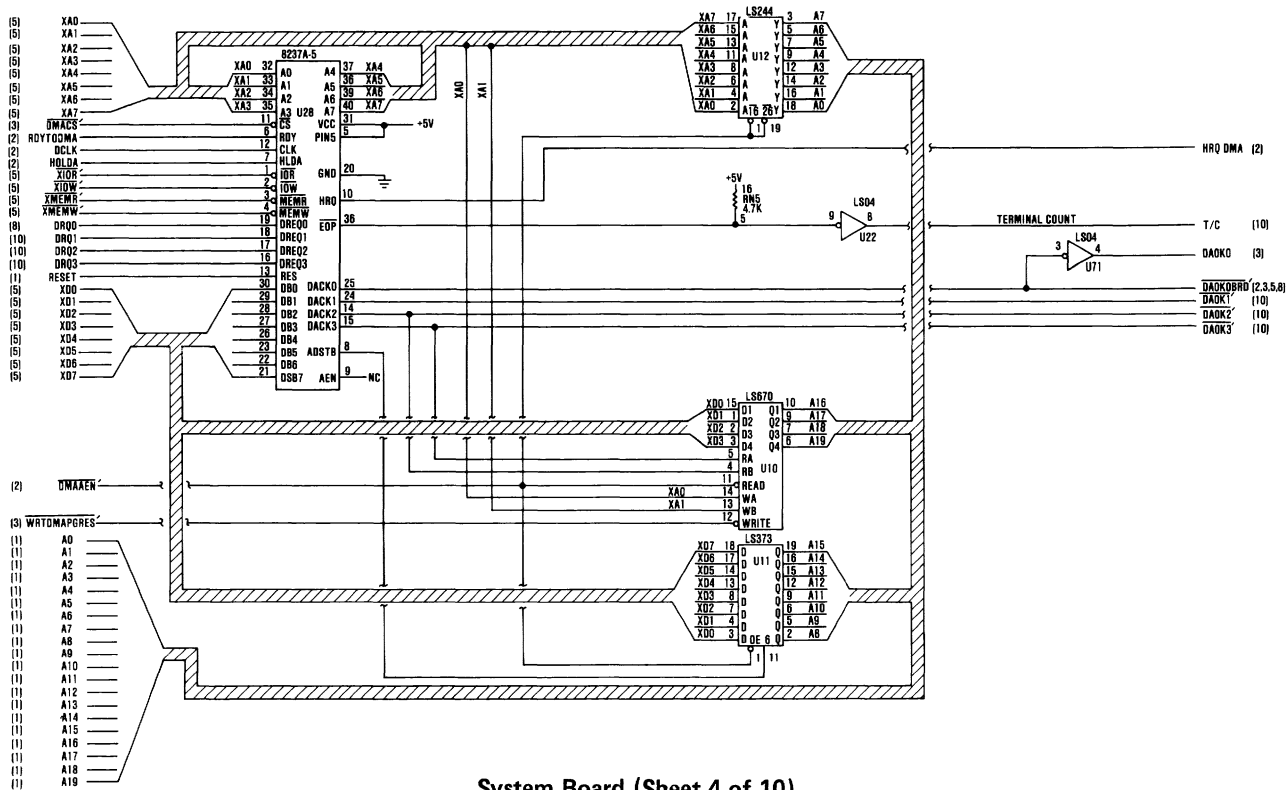 (5) XA0
(5) XA1
(5) XA2
(5) XA3
(5) XA4
(5) XA5
(5) XA6
(5) XA7
(3) DMACS'
(2) RDYTODMA
(2) DCLK
(2) HOLDA
(5) XIOR'
(5) XIOW'
(5) XMEMR'
(5) XMEMW'
(8) DRQ0
(10) DRQ1
(10) DRQ2
(10) DRQ3
(1) RESET
(5) XD0
(5) XD1
(5) XD2
(5) XD3
(5) XD4
(5) XD5
(5) XD6
(5) XD7
(2) DMAAEN'
(3) WRTDMAPGRES'
(1) A0
(1) A1
(1) A2
(1) A3
(1) A4
(1) A5
(1) A6
(1) A7
(1) A8
(1) A9
(1) A10
(1) A11
(1) A12
(1) A13
(1) A14
(1) A15
(1) A16
(1) A17
(1) A18
(1) A19
8237A-5
XA0 32 A0 A4 37 XA4
XA1 33 A1 A5 36 XA5
XA2 34 A2 A6 39 XA6
XA3 35 A3 U28 A7 40 XA7
11 CS VCC 31 +5V
6 RDY PIN5 5
12 CLK
7 HLDA
1 IOR GND 20
2 IOW
3 MEMR HRQ 10
4 MEMW
19 DREQ0 EOP 36
18 DREQ1
17 DREQ2
16 DREQ3
13 RES
30 DB0 DACK0 25
29 DB1 DACK1 24
28 DB2 DACK2 14
27 DB3 DACK3 15
26 DB4
23 DB5 ADSTB 8
22 DB6
21 DSB7 AEN 9 NC
XA0
XA1
LS244
XA7 17 A Y 3 A7
XA6 15 A Y 5 A6
XA5 13 A Y 7 A5
XA4 11 A U12 Y 9 A4
XA3 8 A Y 12 A3
XA2 6 A Y 14 A2
XA1 4 A Y 16 A1
XA0 2 A 1G 2G Y 18 A0
1 19
+5V
16
RN5
4.7K
5
LS04
9 8
U22
TERMINAL COUNT
LS04
3 4
U71
HRQ DMA (2)
T/C (10)
DAOK0 (3)
DAOK0BRD' (2,3,5,8)
DAOK1' (10)
DAOK2' (10)
DAOK3' (10)
LS670
XD0 15 D1 Q1 10 A16
XD1 1 D2 Q2 9 A17
XD2 2 D3 Q3 7 A18
XD3 3 D4 Q4 6 A19
5 RA
4 RB U10
11 READ
XA0 14 WA
XA1 13 WB
12 WRITE
LS373
XD7 18 D Q 19 A15
XD6 17 D U11 Q 16 A14
XD5 14 D Q 15 A13
XD4 13 D Q 12 A12
XD3 8 D Q 9 A11
XD2 7 D Q 6 A10
XD1 4 D Q 5 A9
XD0 3 D OE G Q 2 A8
1 11
System Board (Sheet 4 of 10)